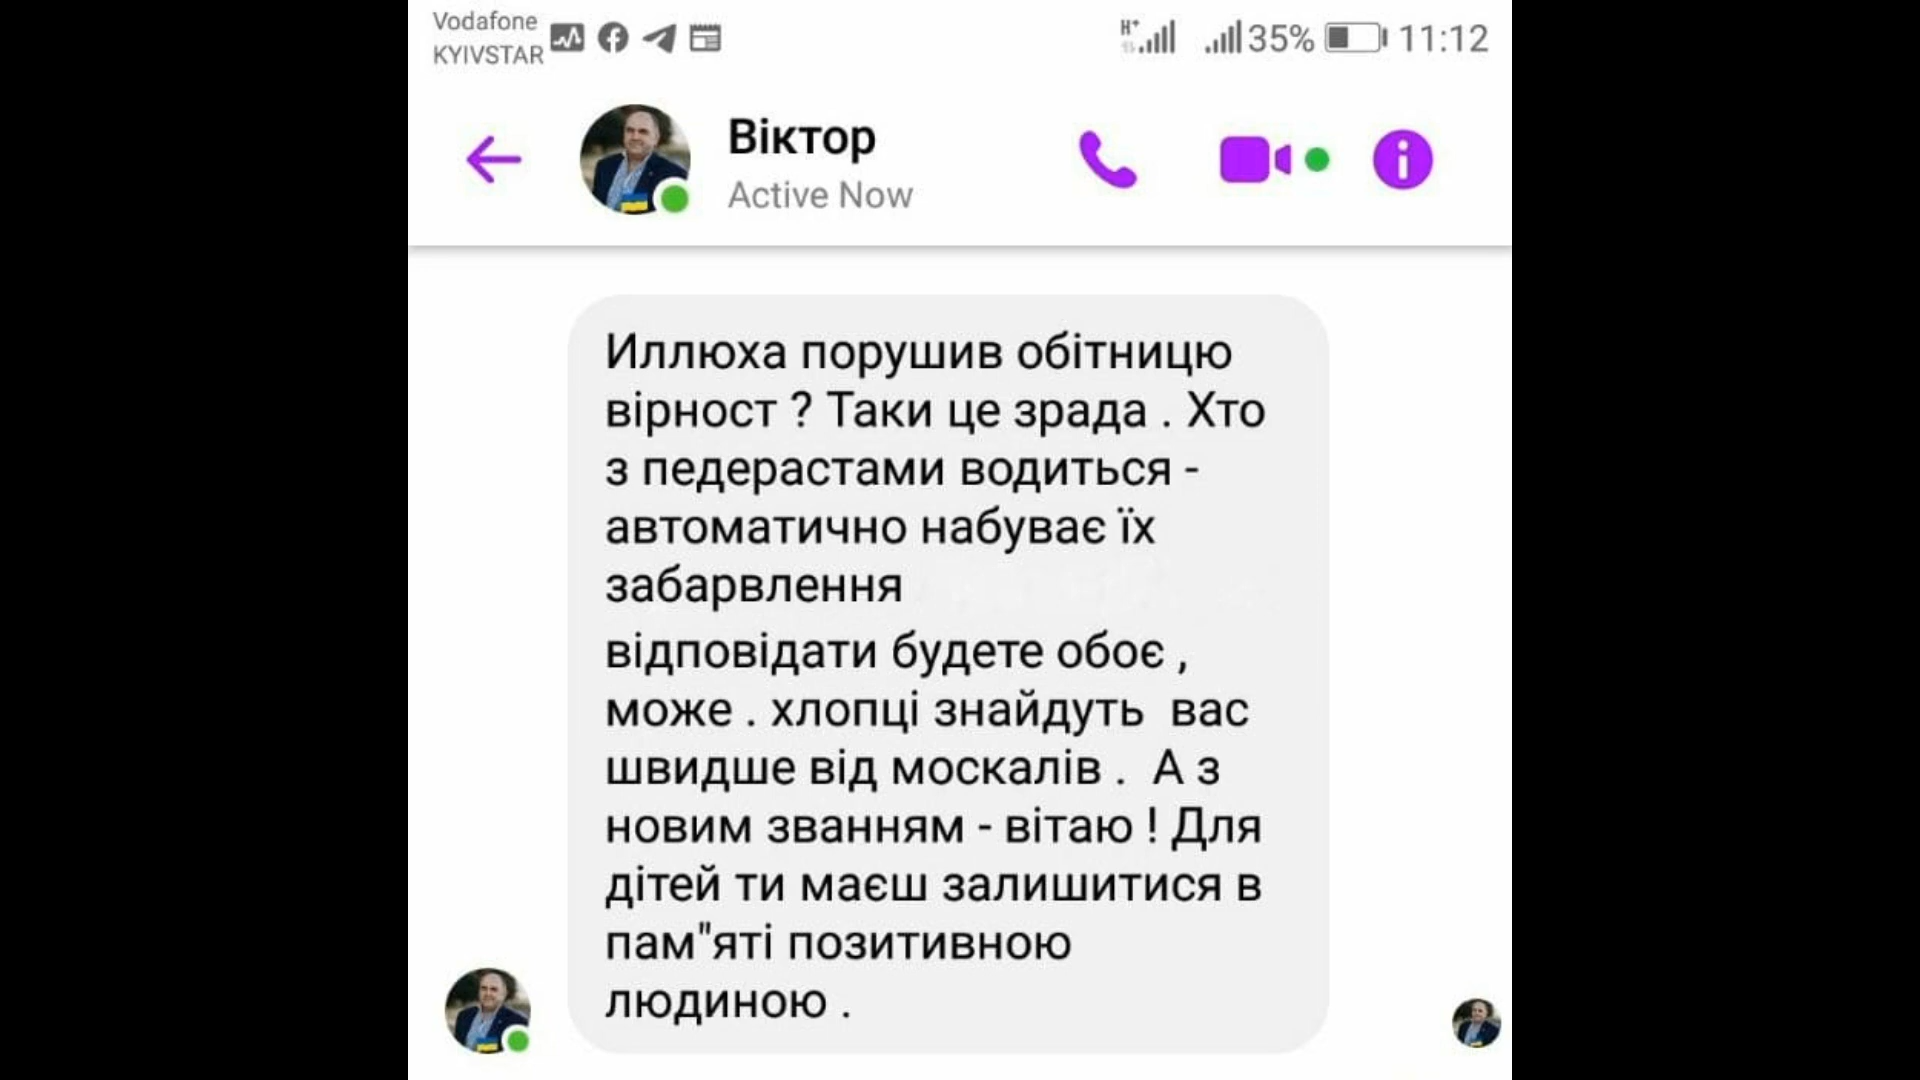 Vodafone
KYIVSTAR
H+
35%
11:12
Віктор
Active Now
Иллюха порушив обітницю
вірност ? Таки це зрада . Хто
з педерастами водиться -
автоматично набуває їх
забарвлення
відповідати будете обоє ,
може . хлопці знайдуть вас
швидше від москалів . А з
новим званням - вітаю ! Для
дітей ти маєш залишитися в
пам"яті позитивною
людиною .